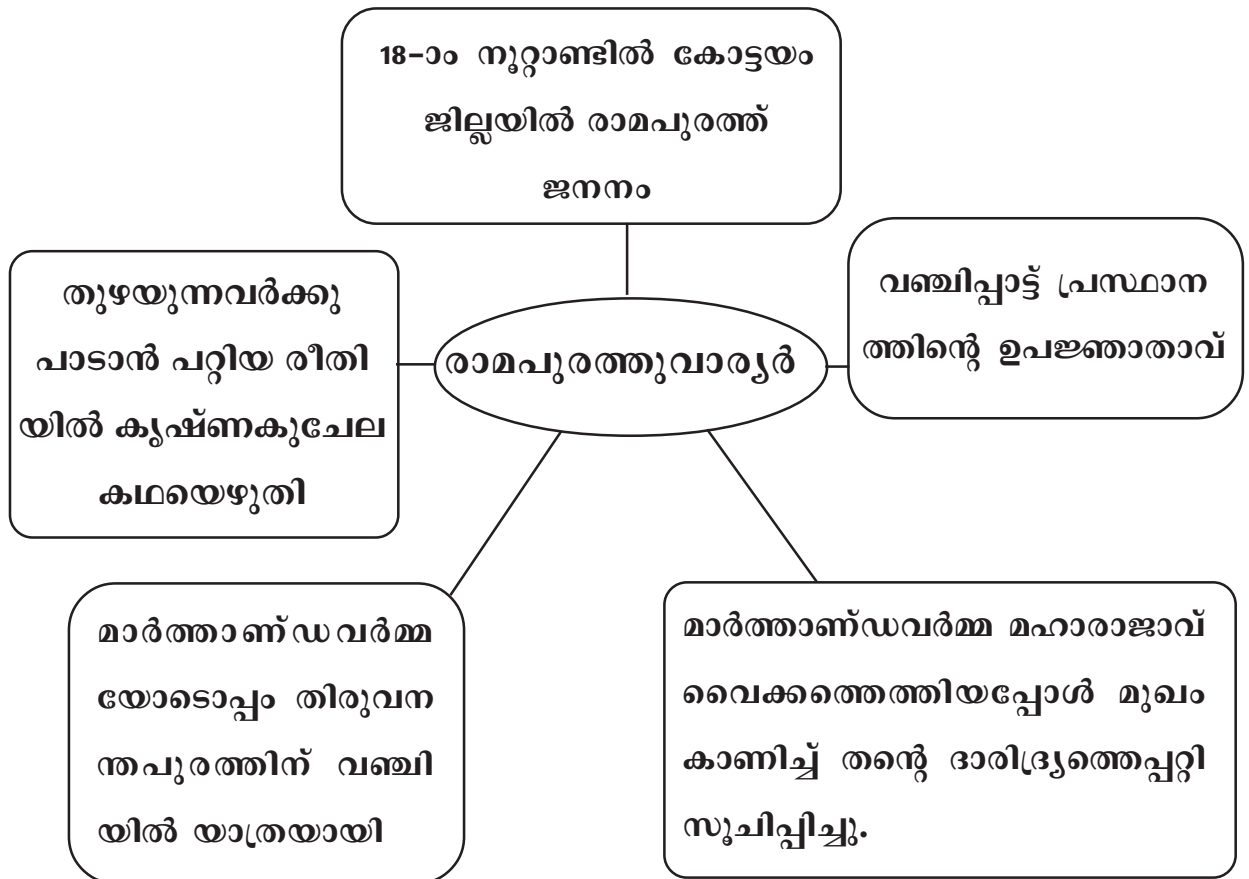 18-ാം നൂറ്റാണ്ടിൽ കോട്ടയം
ജില്ലയിൽ രാമപുരത്ത്
ജനനം
തുഴയുന്നവർക്കു
പാടാൻ പറ്റിയ രീതി
യിൽ കൃഷ്ണകുചേല
കഥയെഴുതി
രാമപുരത്തുവാര്യർ
വഞ്ചിപ്പാട്ട് പ്രസ്ഥാന
ത്തിന്റെ ഉപജ്ഞാതാവ്
മാർത്താണ്ഡവർമ്മ
യോടൊപ്പം തിരുവന
ന്തപുരത്തിന് വഞ്ചി
യിൽ യാത്രയായി
മാർത്താണ്ഡവർമ്മ മഹാരാജാവ്
വൈക്കത്തെത്തിയപ്പോൾ മുഖം
കാണിച്ച് തന്റെ ദാരിദ്ര്യത്തെപ്പറ്റി
സൂചിപ്പിച്ചു.